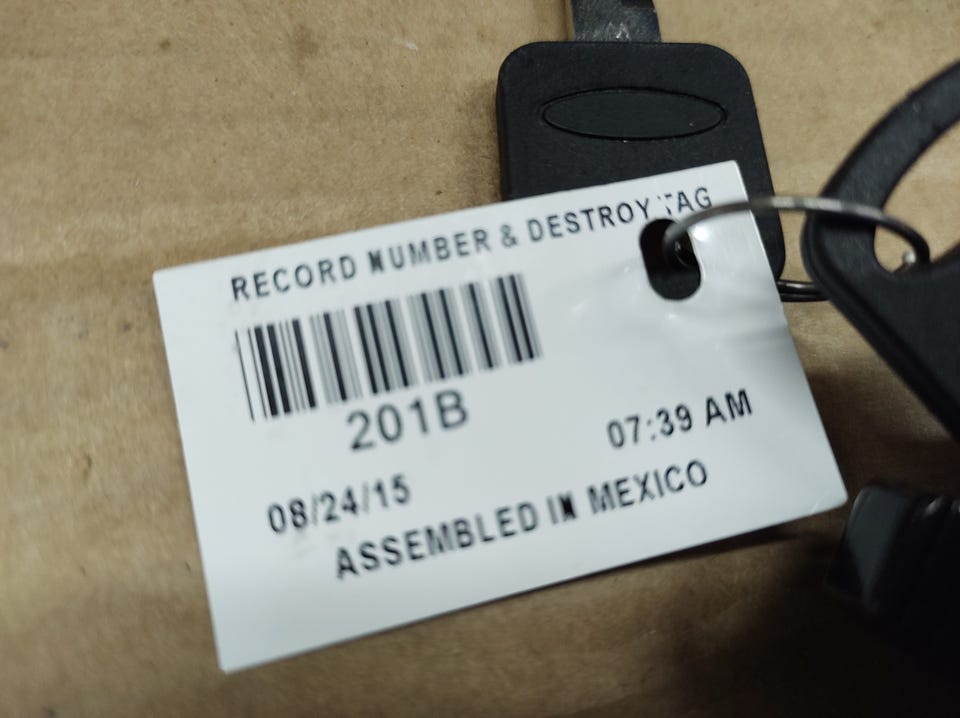 RECORD NUMBER & DESTROY TAG
201B
07:39 AM
08/24/15
ASSEMBLED IN MEXICO